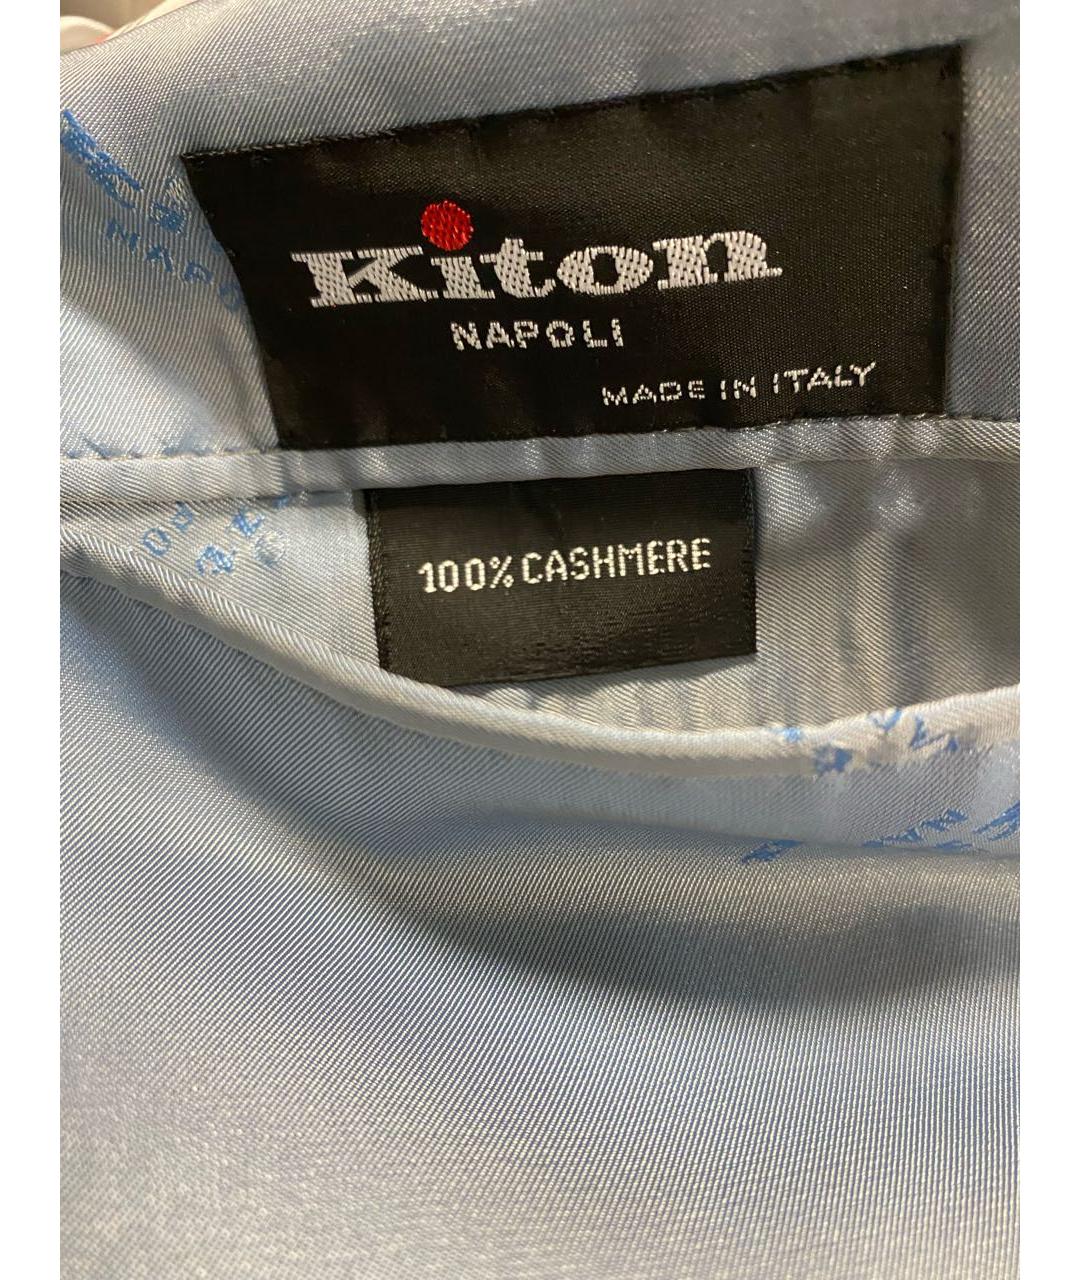 Kiton
NAPOLI
MADE IN ITALY
100% CASHMERE